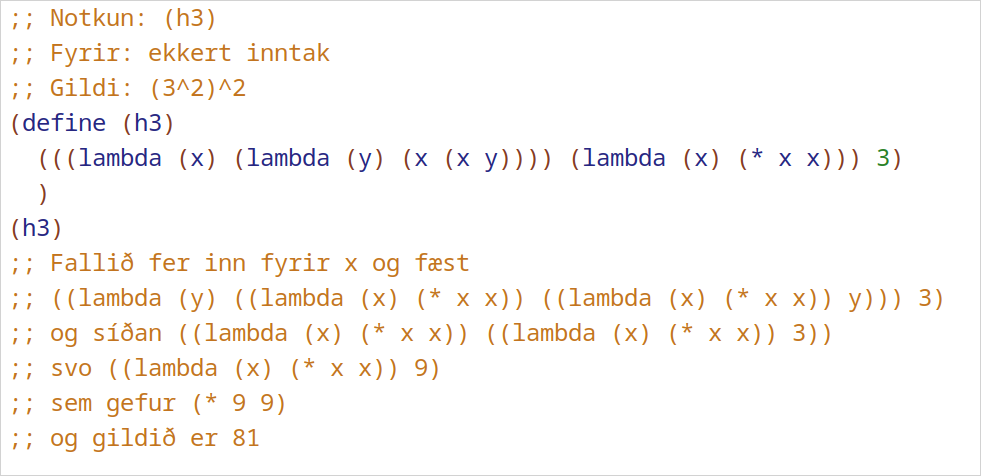 ;; Notkun: (h3)
;; Fyrir: ekkert inntak
;; Gildi: (3^2)^2
(define (h3)
  (((lambda (x) (lambda (y) (x (x y)))) (lambda (x) (* x x))) 3)
  )
(h3)
;; Fallið fer inn fyrir x og fæst
;; ((lambda (y) ((lambda (x) (* x x)) ((lambda (x) (* x x)) y))) 3)
;; og síðan ((lambda (x) (* x x)) ((lambda (x) (* x x)) 3))
;; svo ((lambda (x) (* x x)) 9)
;; sem gefur (* 9 9)
;; og gildið er 81